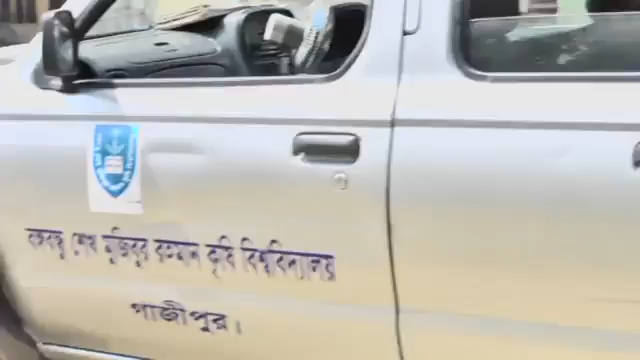 বঙ্গবন্ধু শেখ মুজিবুর রহমান কৃষি বিশ্ববিদ্যালয়
গাজীপুর।